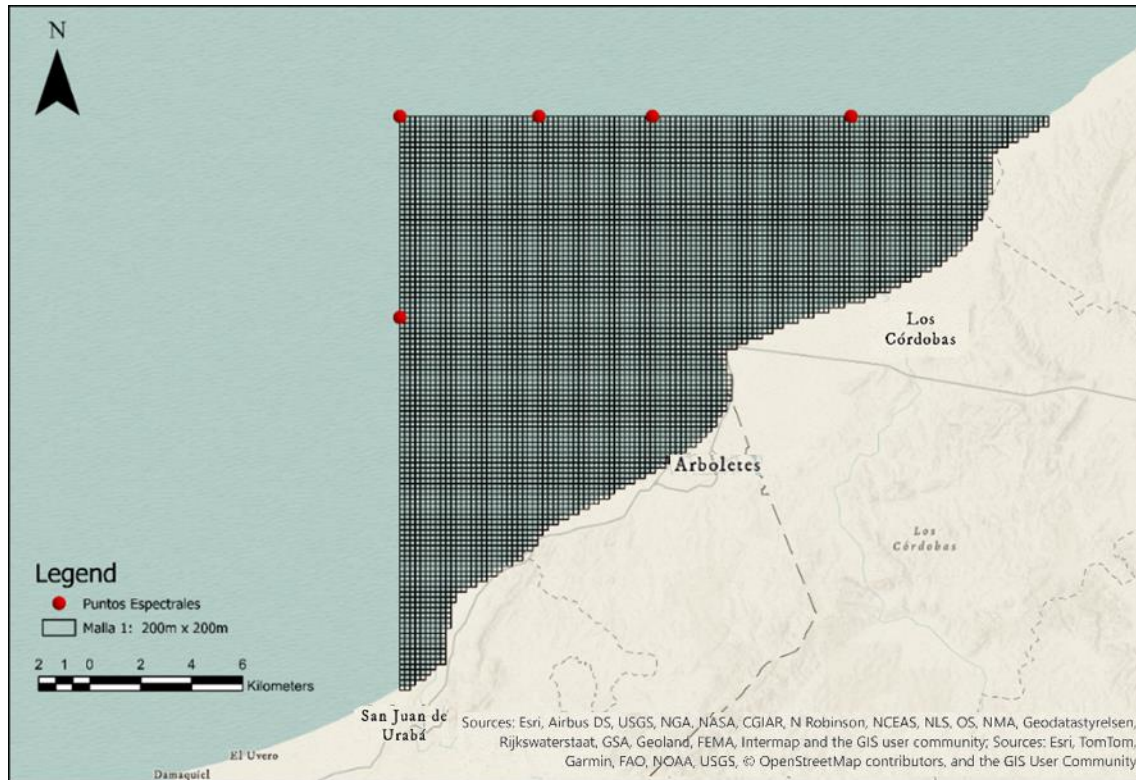 N
Los
Córdobas
Arboletes
Los
Córdobas
Legend
Puntos Espectrales
Malla 1: 200m x 200m
2 1 0 2 4 6
Kilometers
San Juan de
Urabá
El Uvero
Damaquiel
Sources: Esri, Airbus DS, USGS, NGA, NASA, CGIAR, N Robinson, NCEAS, NLS, OS, NMA, Geodatastyrelsen,
Rijkswaterstaat, GSA, Geoland, FEMA, Intermap and the GIS user community; Sources: Esri, TomTom,
Garmin, FAO, NOAA, USGS, © OpenStreetMap contributors, and the GIS User Community